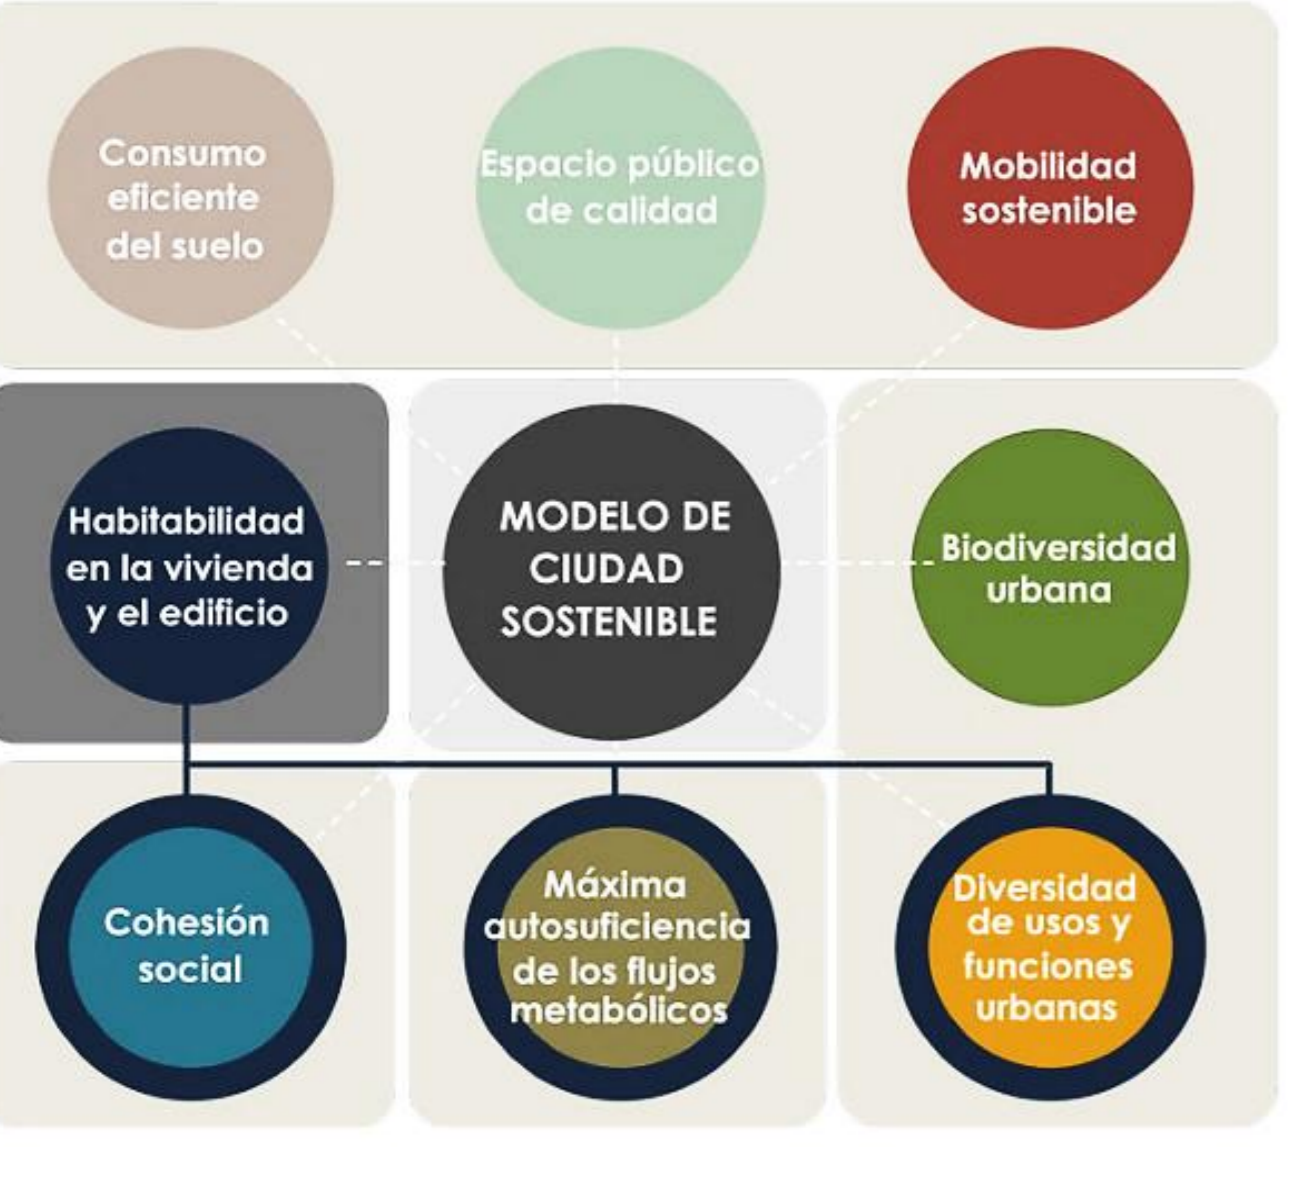 Consumo
eficiente
del suelo
Espacio público
de calidad
Mobilidad
sostenible
Habitabilidad
en la vivienda
y el edificio
MODELO DE
CIUDAD
SOSTENIBLE
Biodiversidad
urbana
Cohesión
social
Máxima
autosuficiencia
de los flujos
metabólicos
Diversidad
de usos y
funciones
urbanas